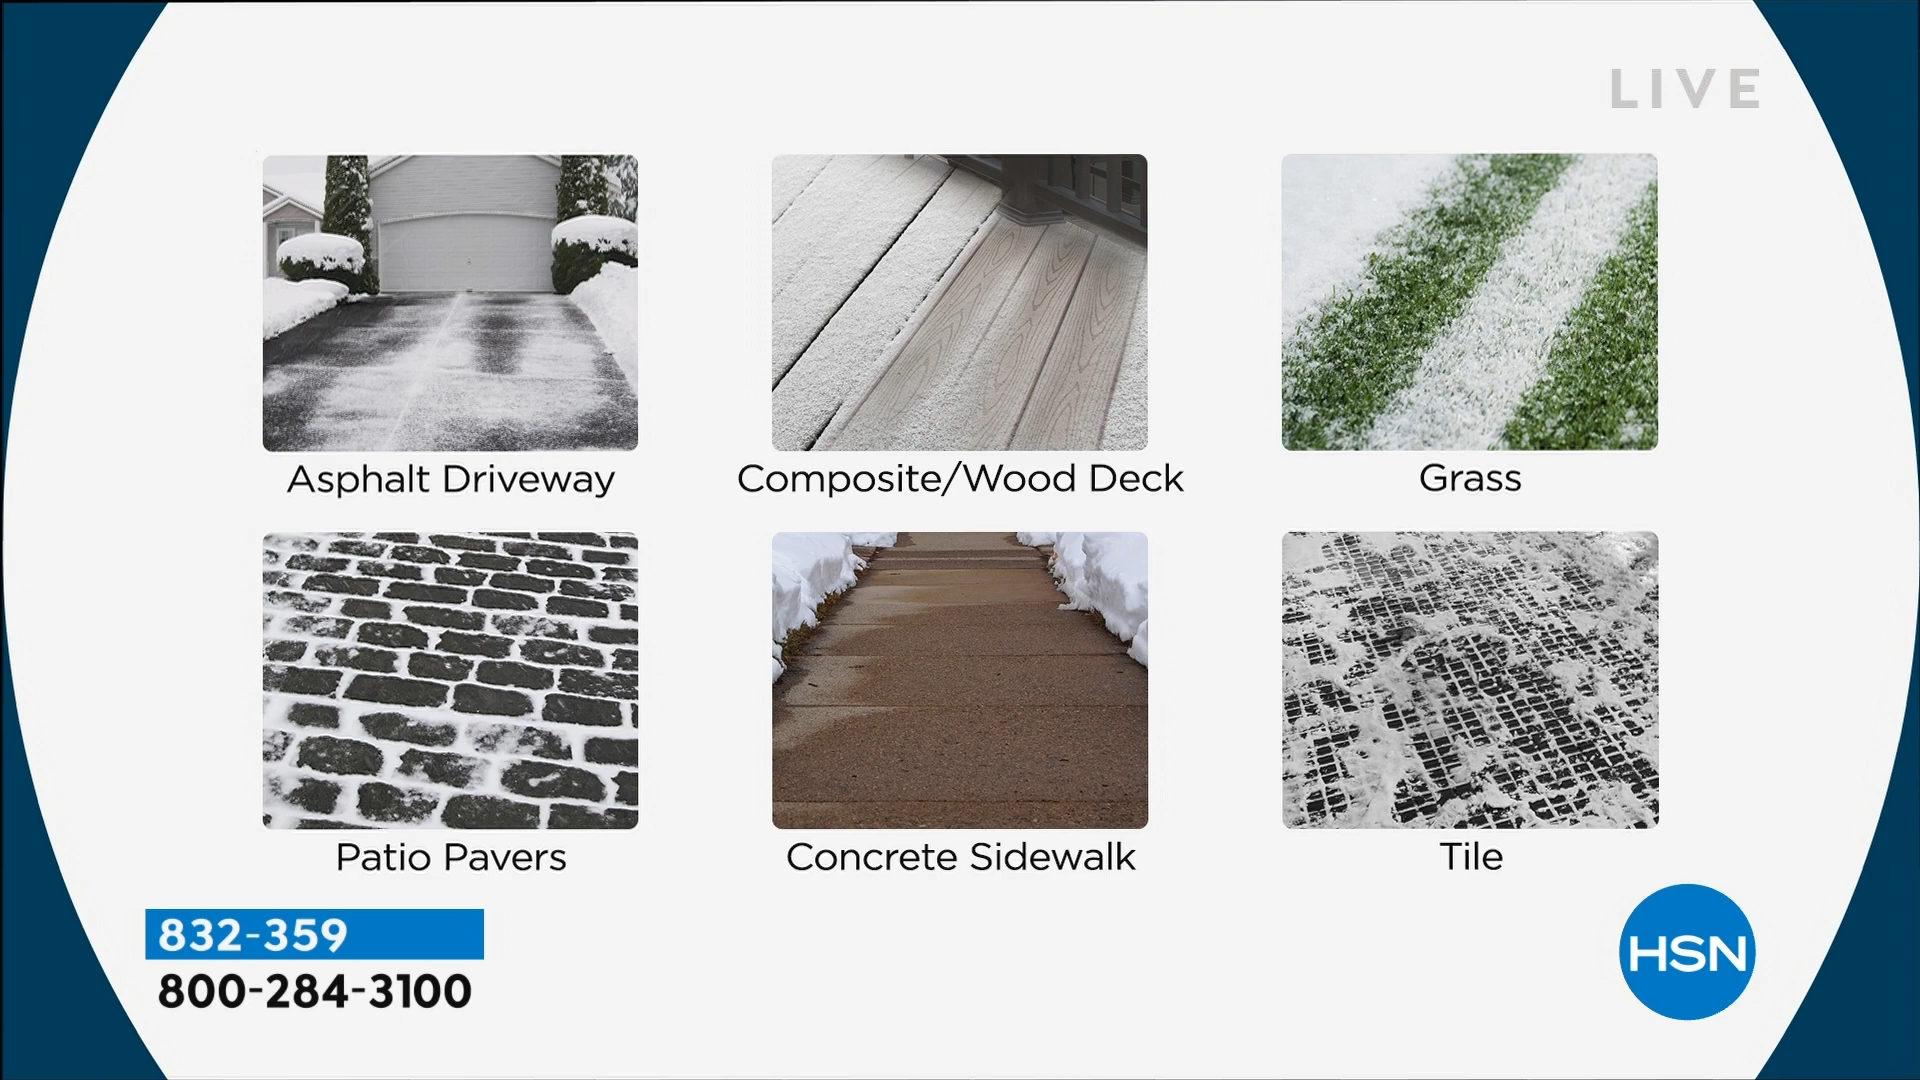 LIVE
Asphalt Driveway
Composite/Wood Deck
Grass
Patio Pavers
Concrete Sidewalk
Tile
832-359
800-284-3100
HSN